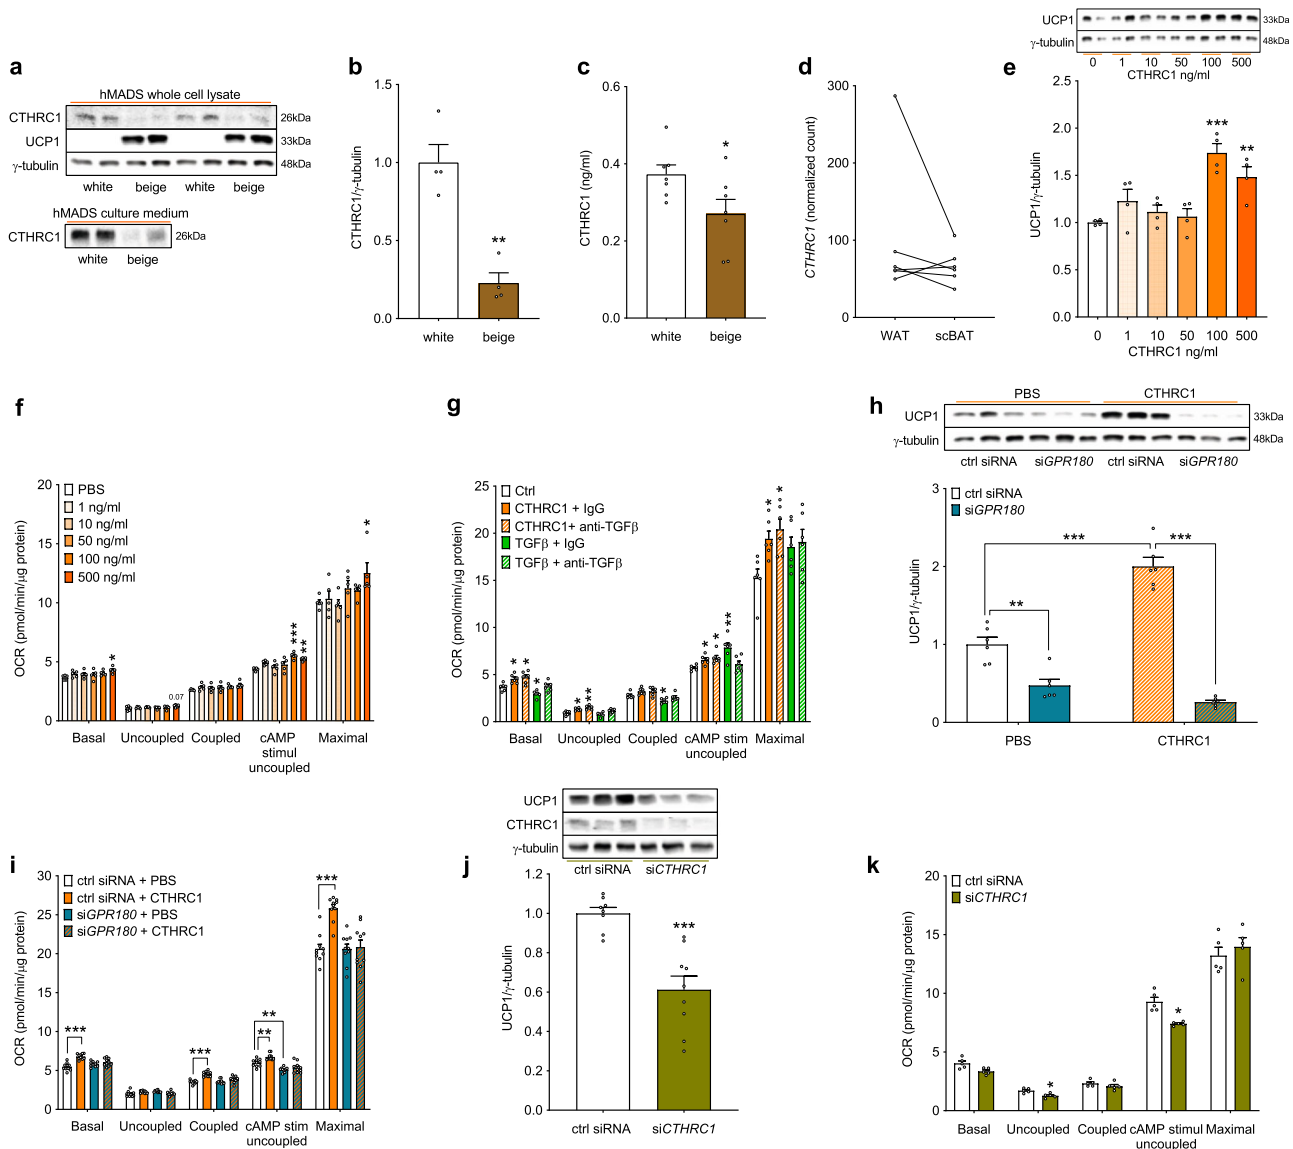 a
hMADS whole cell lysate
CTHRC1
26kDa
UCP1
33kDa
γ-tubulin
48kDa
white beige white beige
hMADS culture medium
CTHRC1
26kDa
white beige
b
CTHRC1/γ-tubulin
1.5
1.0
0.5
0.0
**
white beige
c
CTHRC1 (ng/ml)
0.6
0.4
0.2
0.0
*
white beige
d
CTHRC1 (normalized count)
300
200
100
0
WAT scBAT
UCP1
33kDa
γ-tubulin
48kDa
0 1 10 50 100 500
CTHRC1 ng/ml
e
UCP1/γ-tubulin
2.5
2.0
1.5
1.0
0.5
0.0
***
**
0 1 10 50 100 500
CTHRC1 ng/ml
f
OCR (pmol/min/µg protein)
20
15
10
5
0
PBS
1 ng/ml
10 ng/ml
50 ng/ml
100 ng/ml
500 ng/ml
*
0.07
***
**
*
Basal Uncoupled Coupled cAMP Maximal
stimul
uncoupled
g
OCR (pmol/min/µg protein)
25
20
15
10
5
0
Ctrl
CTHRC1 + IgG
CTHRC1+ anti-TGFβ
TGFβ + IgG
TGFβ + anti-TGFβ
* * *
* **
*
* * **
* *
Basal Uncoupled Coupled cAMP stim Maximal
uncoupled
h
PBS CTHRC1
UCP1
33kDa
γ-tubulin
48kDa
ctrl siRNA siGPR180 ctrl siRNA siGPR180
UCP1/γ-tubulin
3
2
1
0
ctrl siRNA
siGPR180
*** ***
**
PBS CTHRC1
i
OCR (pmol/min/µg protein)
30
25
20
15
10
5
0
ctrl siRNA + PBS
ctrl siRNA + CTHRC1
siGPR180 + PBS
siGPR180 + CTHRC1
***
***
**
**
***
Basal Uncoupled Coupled cAMP stim Maximal
uncoupled
UCP1
CTHRC1
γ-tubulin
ctrl siRNA siCTHRC1
j
UCP1/γ-tubulin
1.2
1.0
0.8
0.6
0.4
0.2
0.0
***
ctrl siRNA siCTHRC1
k
OCR (pmol/min/µg protein)
20
15
10
5
0
ctrl siRNA
siCTHRC1
*
*
Basal Uncoupled Coupled cAMP stimul Maximal
uncoupled